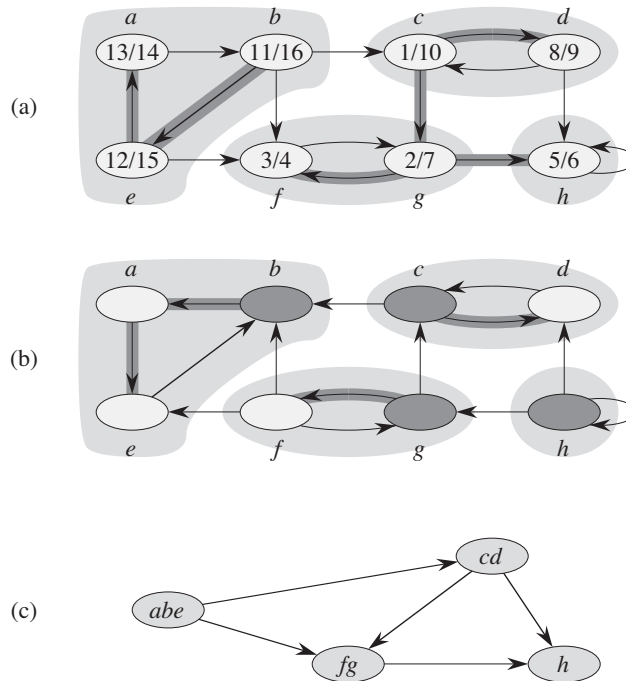 a b c d
13/14 11/16 1/10 8/9
(a)
12/15 3/4 2/7 5/6
e f g h
a b c d
(b)
e f g h
cd
(c) abe
fg h